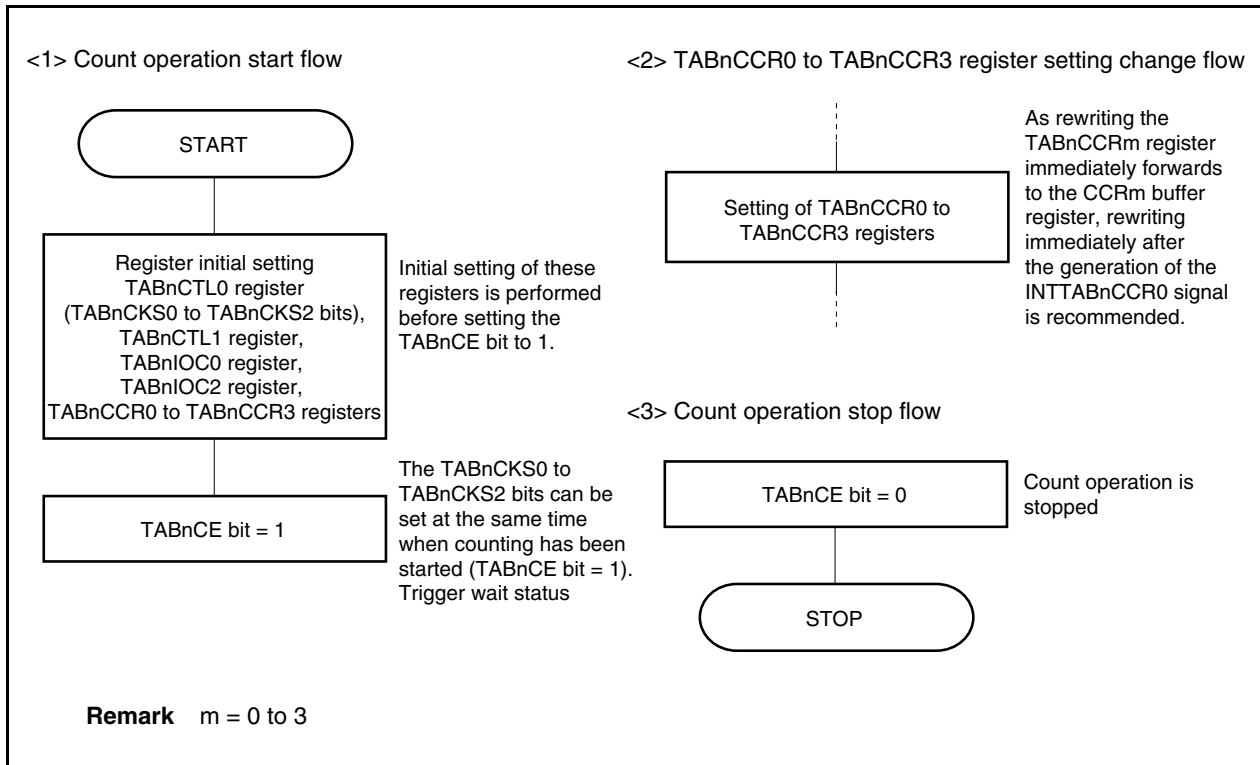 <1> Count operation start flow
START
Register initial setting
TABnCTL0 register
(TABnCKS0 to TABnCKS2 bits),
TABnCTL1 register,
TABnIOC0 register,
TABnIOC2 register,
TABnCCR0 to TABnCCR3 registers
Initial setting of these
registers is performed
before setting the
TABnCE bit to 1.
TABnCE bit = 1
The TABnCKS0 to
TABnCKS2 bits can be
set at the same time
when counting has been
started (TABnCE bit = 1).
Trigger wait status
<2> TABnCCR0 to TABnCCR3 register setting change flow
Setting of TABnCCR0 to
TABnCCR3 registers
As rewriting the
TABnCCRm register
immediately forwards
to the CCRm buffer
register, rewriting
immediately after
the generation of the
INTTABnCCR0 signal
is recommended.
<3> Count operation stop flow
TABnCE bit = 0
Count operation is
stopped
STOP
Remark m = 0 to 3